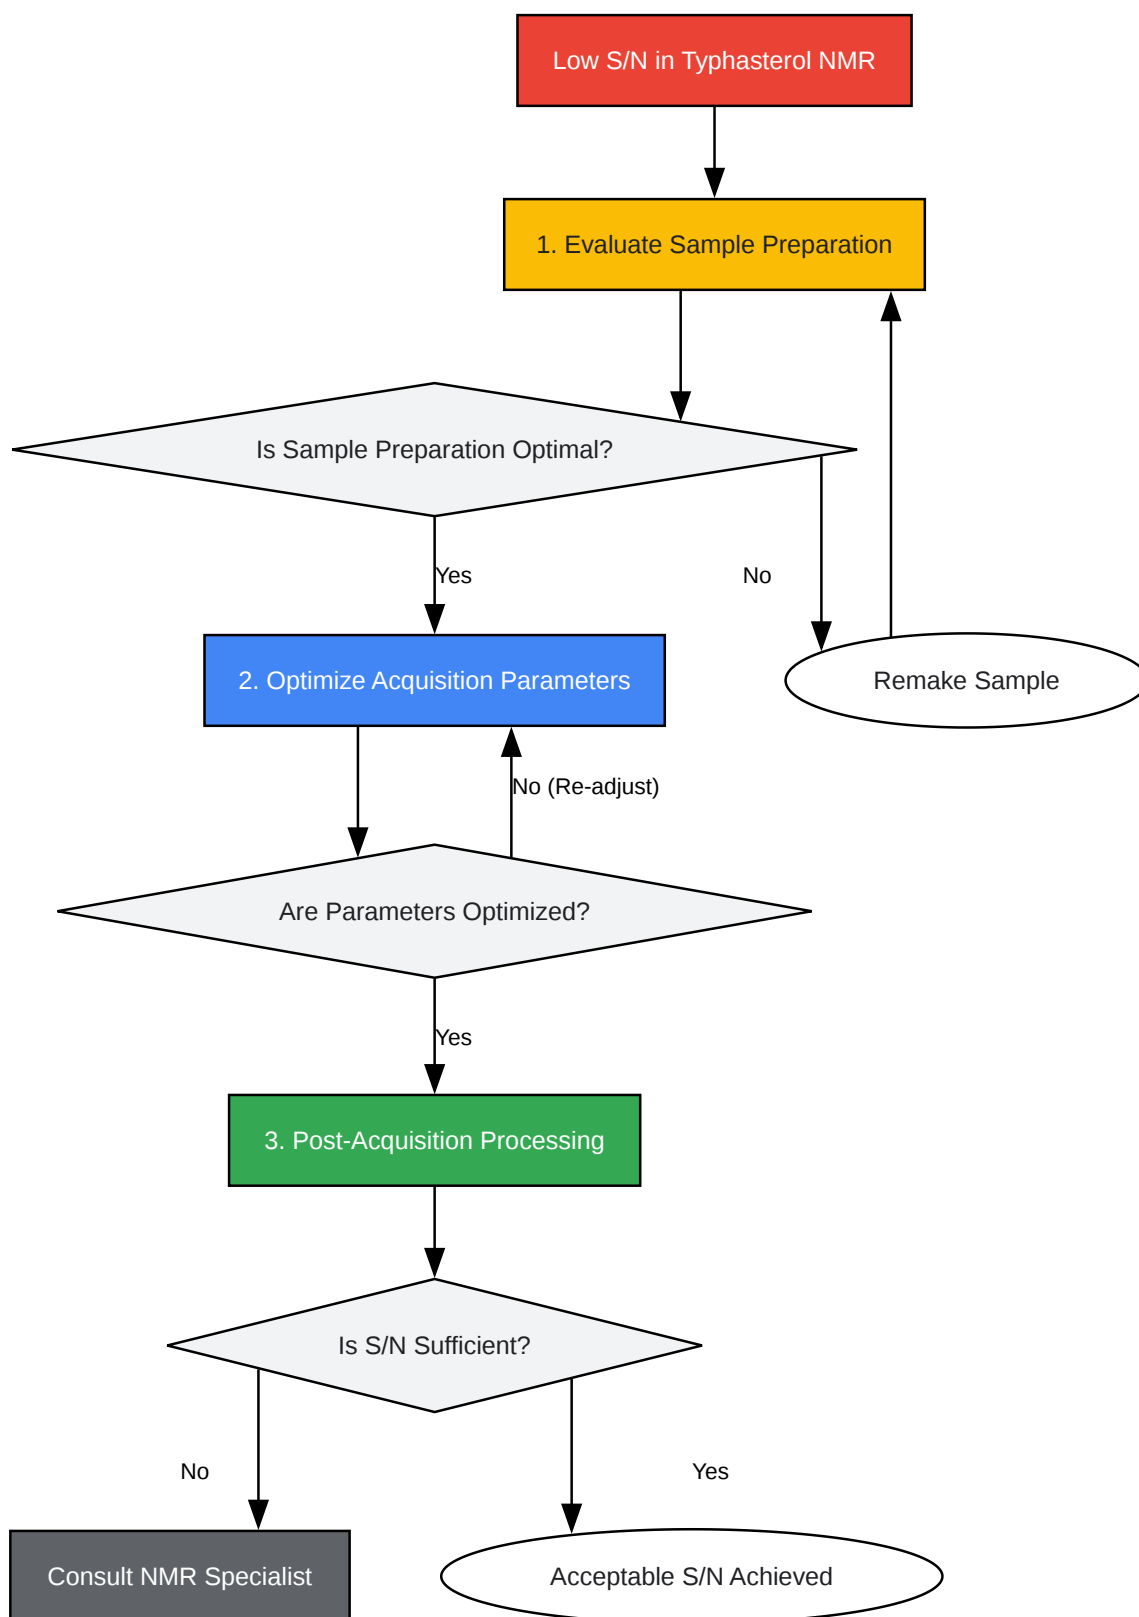 Low S/N in Typhasterol NMR
1. Evaluate Sample Preparation
Is Sample Preparation Optimal?
Yes
No
2. Optimize Acquisition Parameters
Remake Sample
No (Re-adjust)
Are Parameters Optimized?
Yes
3. Post-Acquisition Processing
Is S/N Sufficient?
No
Yes
Consult NMR Specialist
Acceptable S/N Achieved